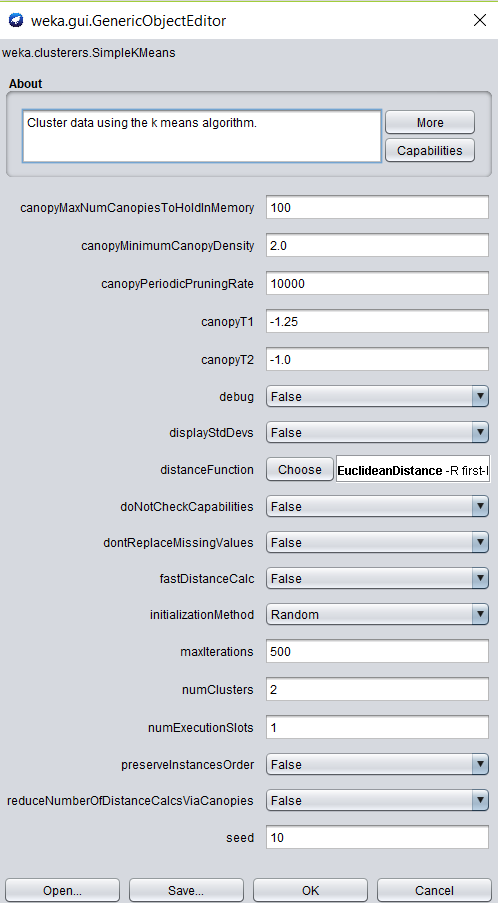 weka.gui.GenericObjectEditor
weka.clusterers.SimpleKMeans
About
Cluster data using the k means algorithm.
More
Capabilities
canopyMaxNumCanopiesToHoldInMemory 100
canopyMinimumCanopyDensity 2.0
canopyPeriodicPruningRate 10000
canopyT1 -1.25
canopyT2 -1.0
debug False
displayStdDevs False
distanceFunction Choose EuclideanDistance -R first-l
doNotCheckCapabilities False
dontReplaceMissingValues False
fastDistanceCalc False
initializationMethod Random
maxIterations 500
numClusters 2
numExecutionSlots 1
preserveInstancesOrder False
reduceNumberOfDistanceCalcsViaCanopies False
seed 10
Open... Save... OK Cancel